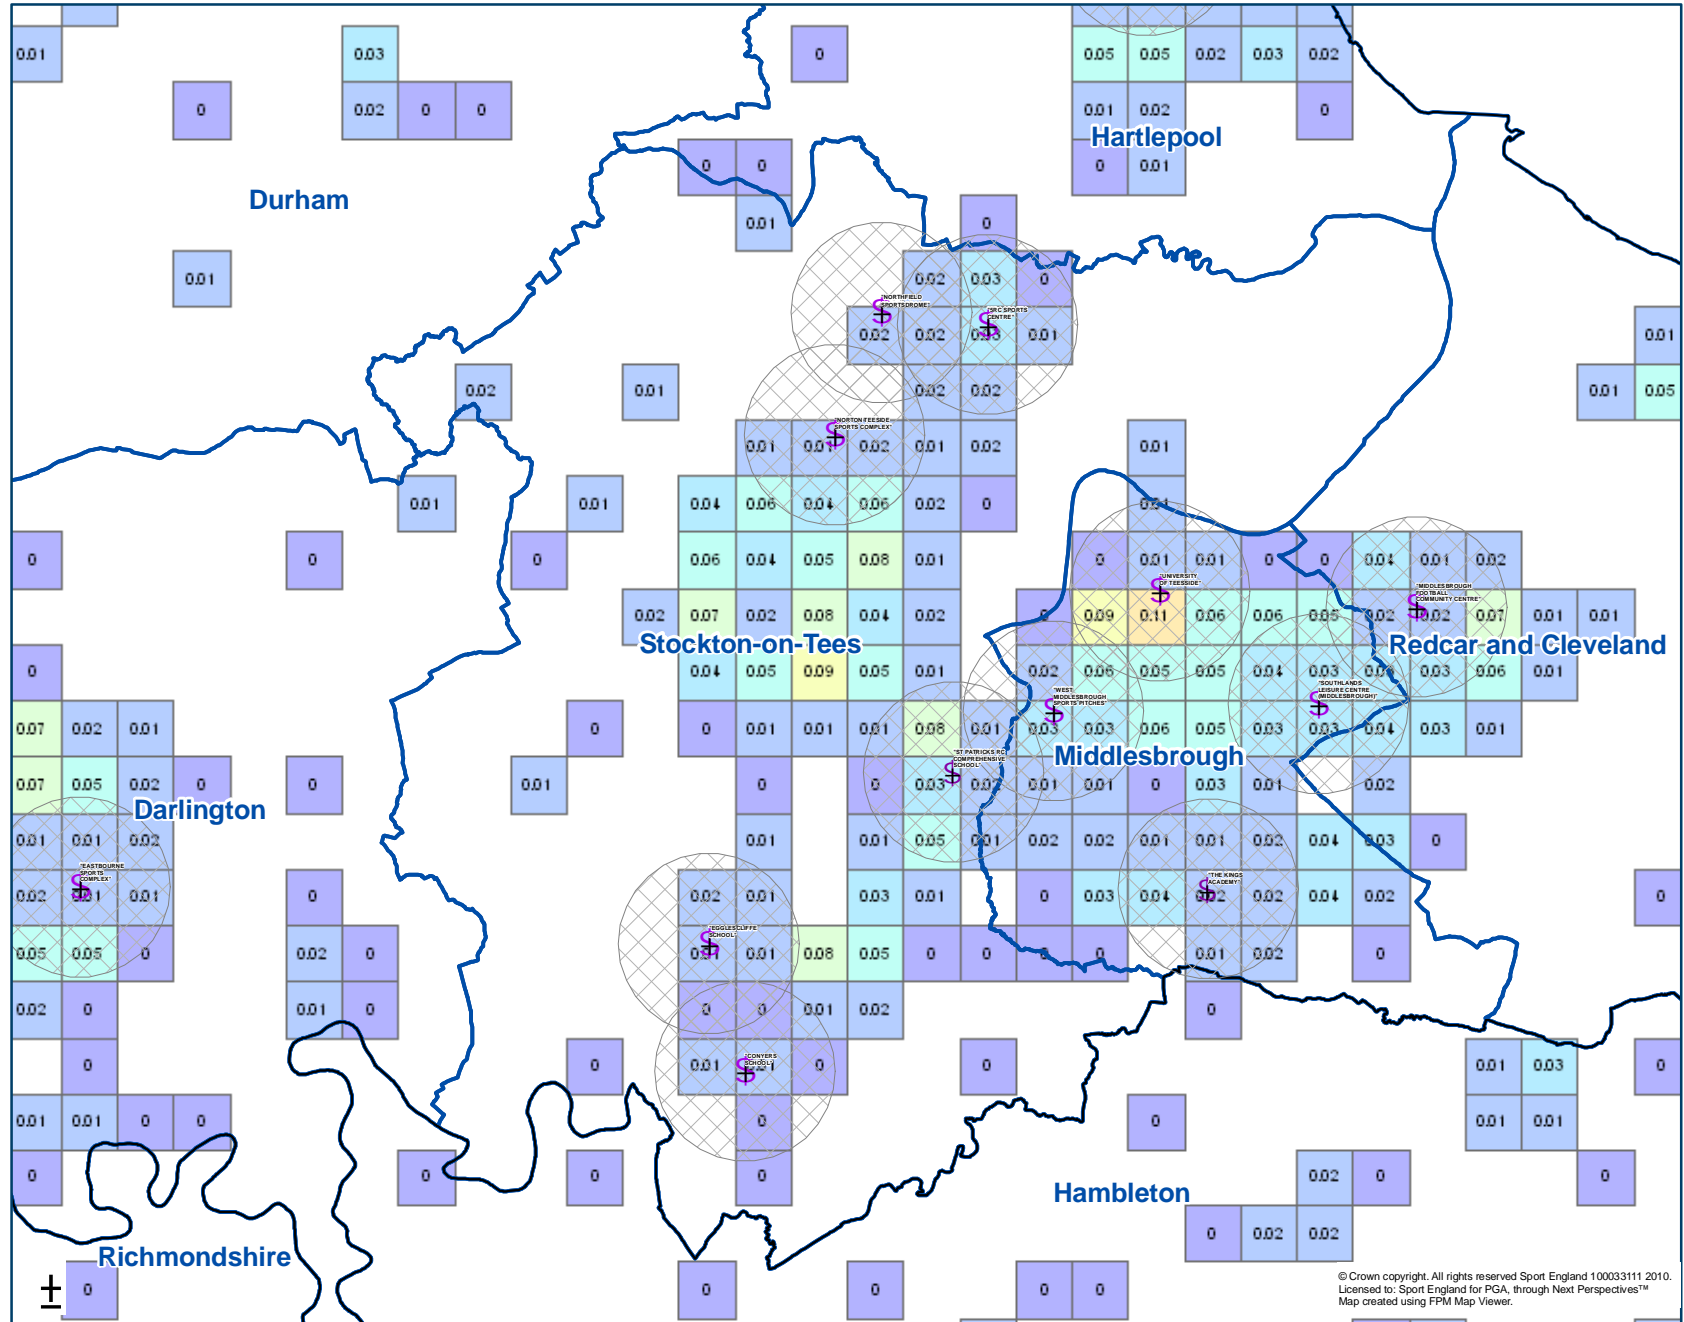 0.01 0.03 0 0.05 0.05 0.02 0.03 0.02
0 0.02 0 0 0.01 0.02 0
Hartlepool
0 0 0 0.01
Durham
0.01 0
0.01 0.02 0.03 0
"NORTHFIELD
SPORTSDROME"
"SRC SPORTS
CENTRE"
0.02 0.02 0.03 0.01 0.01
0.02 0.01 0.02 0.02 0.01 0.05
"NORTON TEESIDE
SPORTS COMPLEX"
0.01 0.01 0.02 0.01 0.02 0.01
0.01 0.01 0.04 0.06 0.04 0.06 0.02 0 0.01
0 0 0 0.06 0.04 0.05 0.08 0.01 0 0.01 0.01 0 0 0.04 0.01 0.02
"UNIVERSITY
OF TEESSIDE"
"MIDDLESBROUGH
FOOTBALL
COMMUNITY CENTRE"
0.02 0.07 0.02 0.08 0.04 0.02 0 0.09 0.11 0.06 0.06 0.05 0.02 0.02 0.07 0.01 0.01
Stockton-on-Tees
Redcar and Cleveland
0 0.04 0.05 0.09 0.05 0.01 0.02 0.06 0.05 0.05 0.04 0.03 0.03 0.06 0.01
"WEST
MIDDLESBROUGH
SPORTS PITCHES"
"SOUTHLANDS
LEISURE CENTRE
(MIDDLESBROUGH)"
0.07 0.02 0.01 0 0 0.01 0.01 0.01 0.08 0.01 0.03 0.03 0.06 0.05 0.03 0.03 0.04 0.03 0.01
Middlesbrough
"ST PATRICKS RC
COMPREHENSIVE
SCHOOL"
0.07 0.05 0.02 0 0 0.01 0 0 0.03 0.02 0.01 0.01 0 0.03 0.01 0.02
Darlington
0.01 0.01 0.02 0.01 0.01 0.05 0.01 0.02 0.02 0.01 0.01 0.02 0.04 0.03 0
"EASTBOURNE
SPORTS
COMPLEX"
"THE KINGS
ACADEMY"
0.02 0.01 0.01 0 0.02 0.01 0.03 0.01 0 0.03 0.04 0.02 0.02 0.04 0.02 0
"EGGLESCLIFFE
SCHOOL"
0.05 0.05 0 0.02 0 0.01 0.01 0.08 0.05 0 0 0 0 0.01 0.02 0
0.02 0 0.01 0 0 0 0.01 0.02 0
"CONYERS
SCHOOL"
0 0 0.01 0.01 0 0 0.01 0.03 0
0.01 0.01 0 0 0 0 0.01 0.01
0 0 0 0 0.02 0 0
Hambleton
0 0.02 0.02
Richmondshire
0 0 0 0 0
© Crown copyright. All rights reserved Sport England 100033111 2010.
Licensed to: Sport England for PGA, through Next Perspectives™
Map created using FPM Map Viewer.